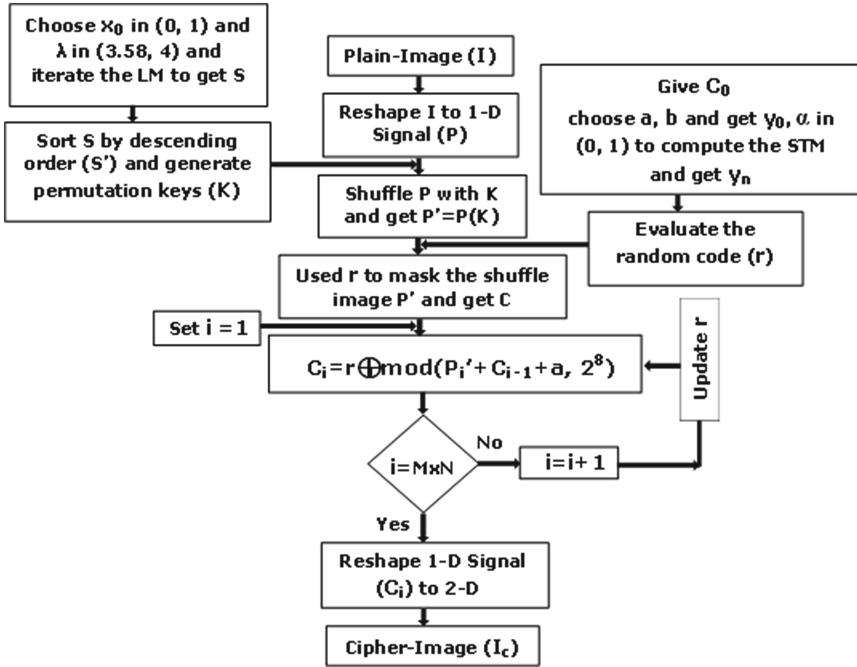 Choose x₀ in (0, 1) and
λ in (3.58, 4) and
iterate the LM to get S
Sort S by descending
order (S') and generate
permutation keys (K)
Plain-Image (I)
Reshape I to 1-D
Signal (P)
Shuffle P with K
and get P'=P(K)
Give C₀
choose a, b and get y₀, α in
(0, 1) to compute the STM
and get yₙ
Evaluate the
random code (r)
Used r to mask the shuffle
image P' and get C
Set i = 1
Cᵢ=r⊕mod(Pᵢ'+Cᵢ₋₁+a, 2⁸)
Update r
i=MxN
No
i=i+1
Yes
Reshape 1-D Signal
(Cᵢ) to 2-D
Cipher-Image (I_c)